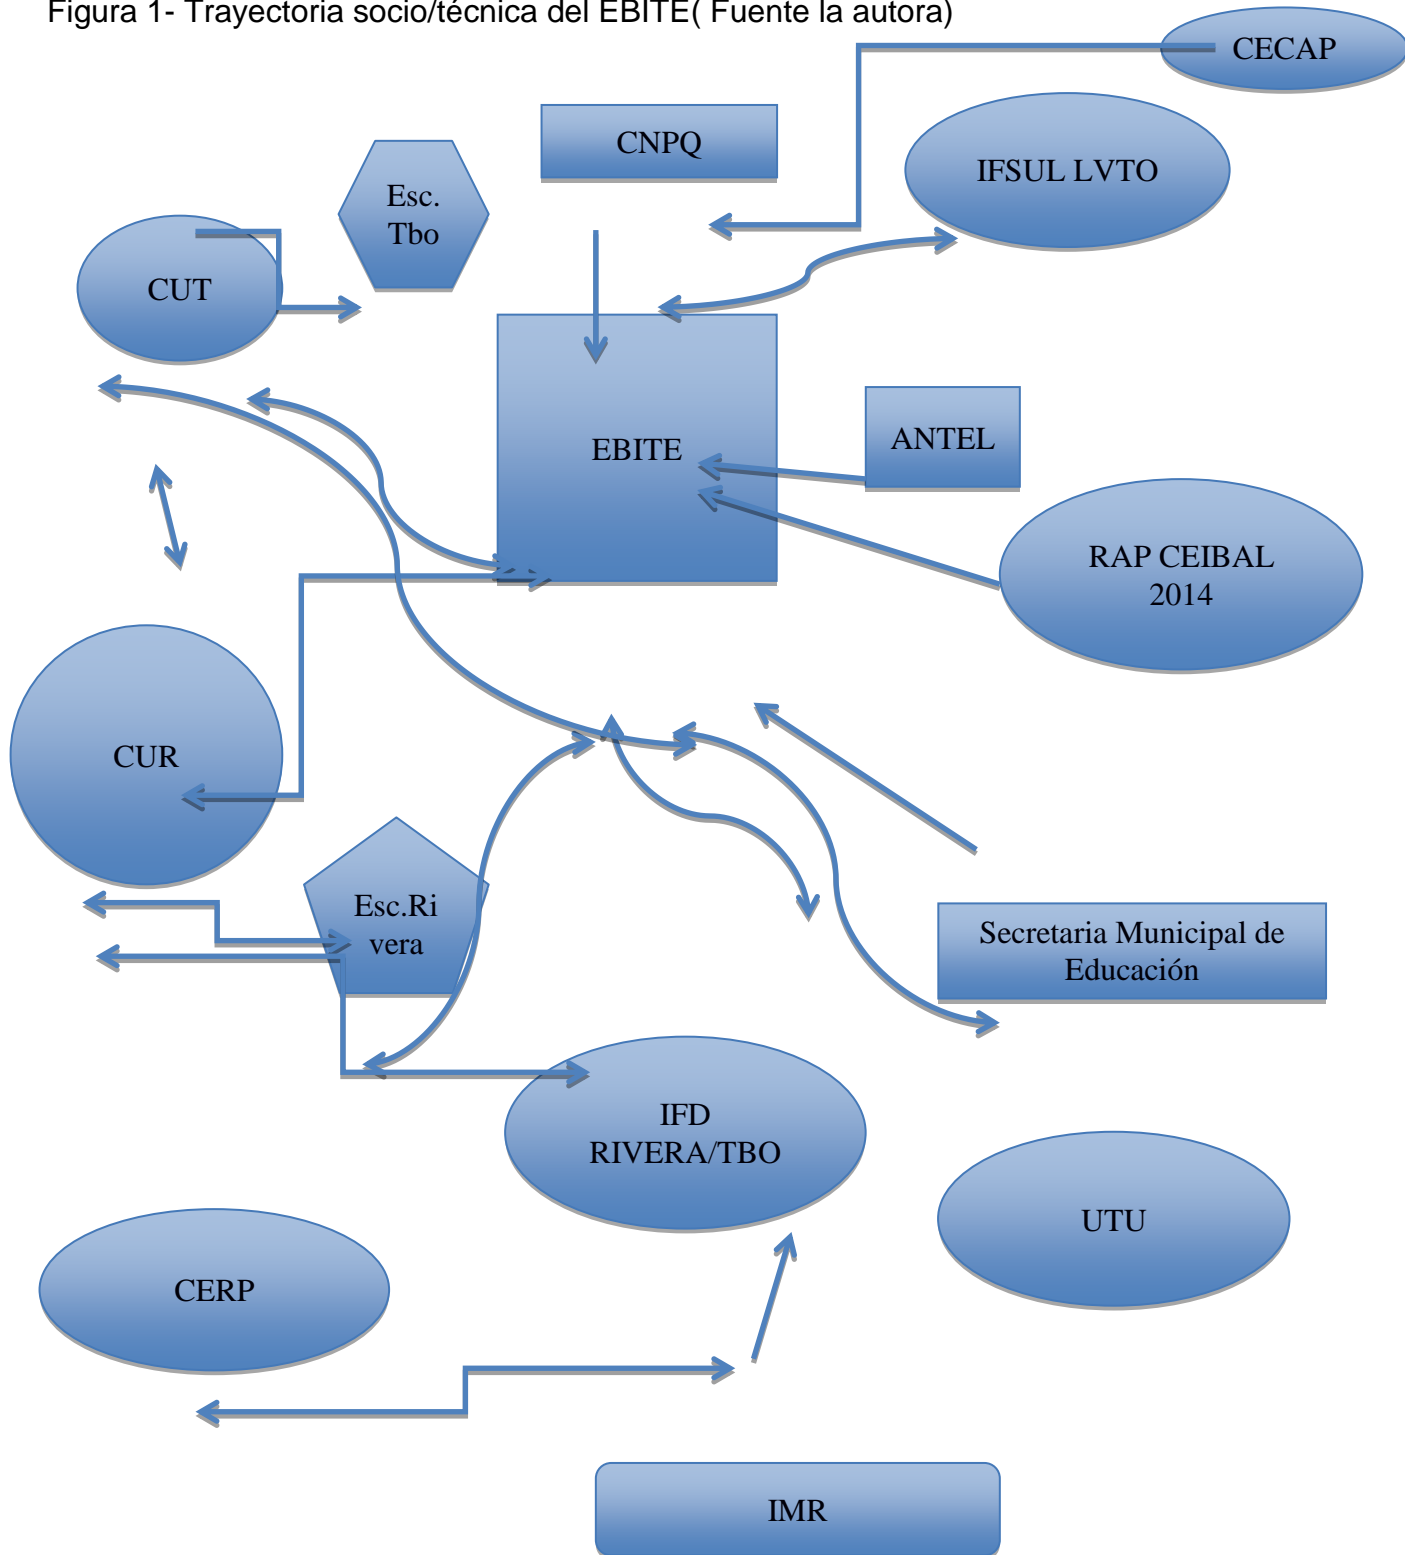 Figura 1- Trayectoria socio/técnica del EBITE( Fuente la autora)
CECAP
CNPQ
IFSUL LVTO
Esc.
Tbo
CUT
EBITE
ANTEL
RAP CEIBAL
2014
CUR
Esc.Ri
vera
Secretaria Municipal de
Educación
IFD
RIVERA/TBO
UTU
CERP
IMR